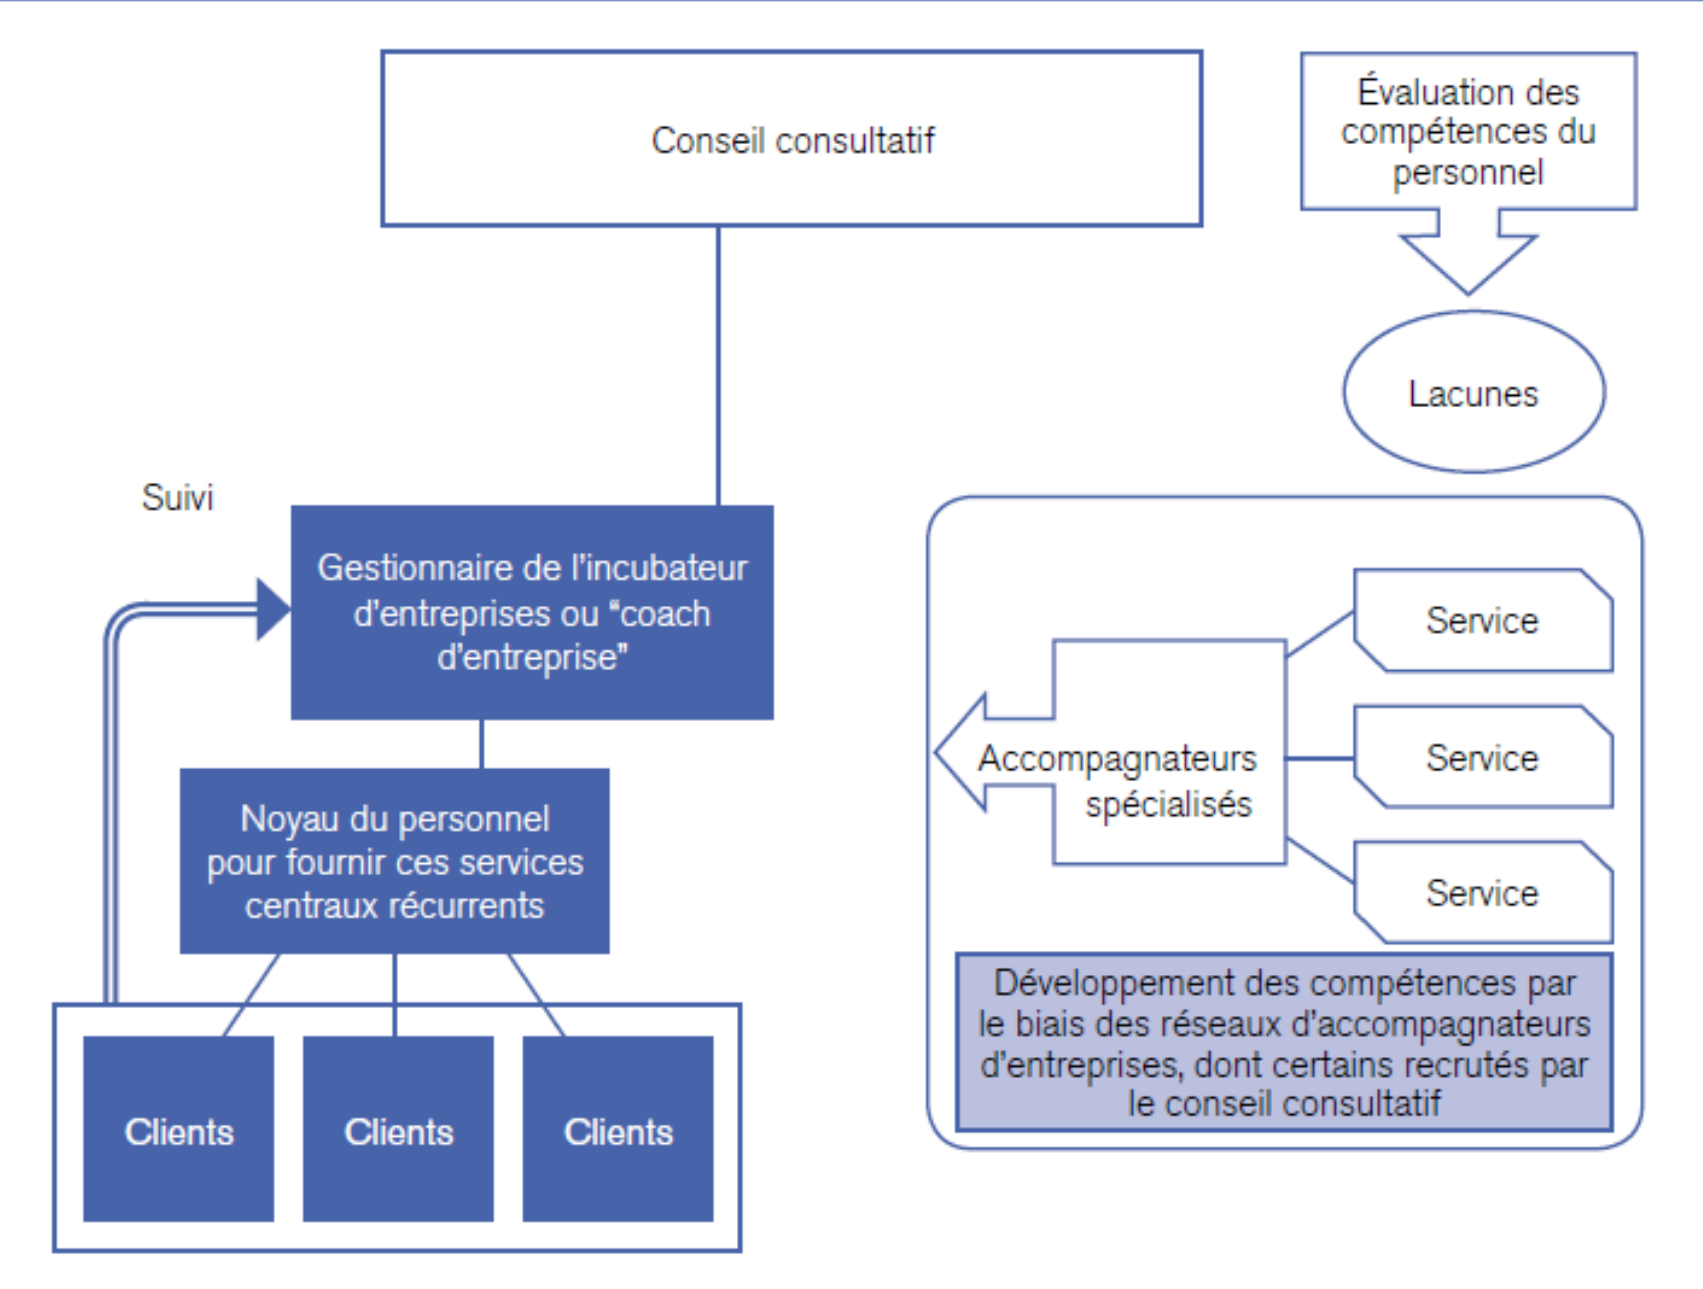 Conseil consultatif
Évaluation des
compétences du
personnel
Lacunes
Suivi
Gestionnaire de l'incubateur
d'entreprises ou "coach
d'entreprise"
Noyau du personnel
pour fournir ces services
centraux récurrents
Clients
Clients
Clients
Accompagnateurs
spécialisés
Service
Service
Service
Développement des compétences par
le biais des réseaux d'accompagnateurs
d'entreprises, dont certains recrutés par
le conseil consultatif